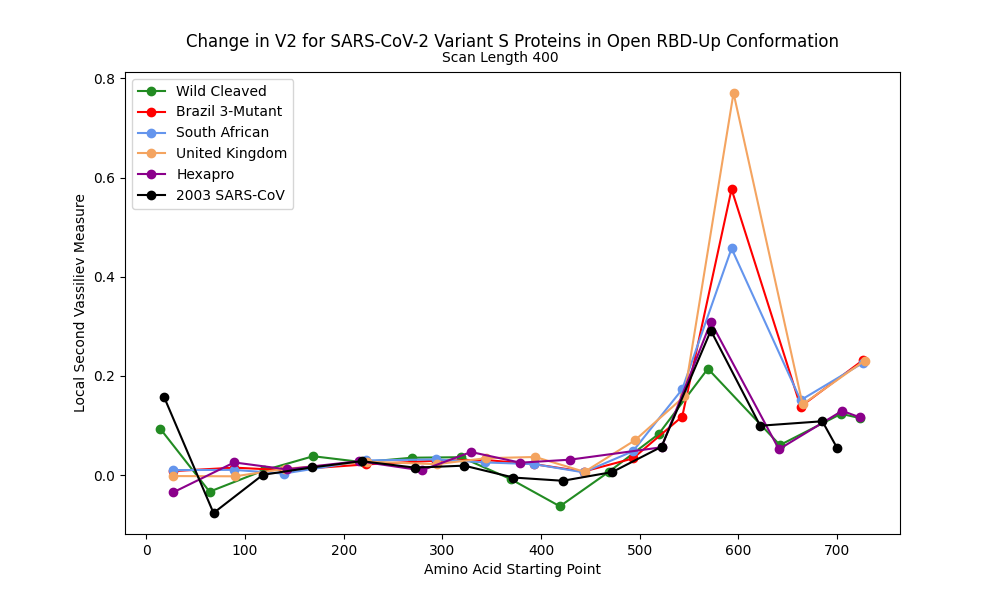 Change in V2 for SARS-CoV-2 Variant S Proteins in Open RBD-Up Conformation
Scan Length 400
Wild Cleaved
Brazil 3-Mutant
South African
United Kingdom
Hexapro
2003 SARS-CoV
Local Second Vassiliev Measure
0.8
0.6
0.4
0.2
0.0
0 100 200 300 400 500 600 700
Amino Acid Starting Point